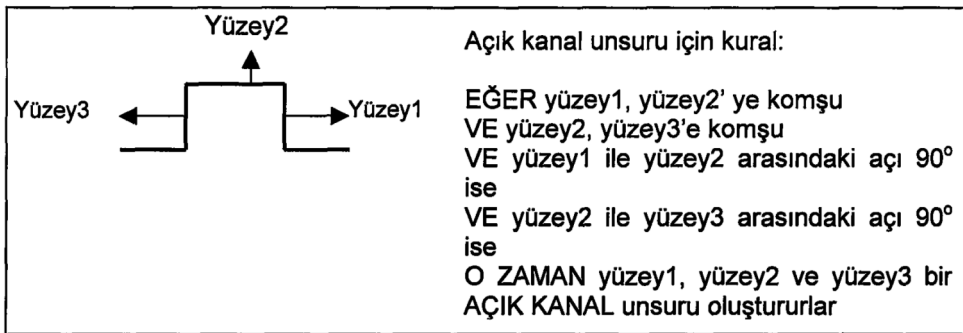 Yüzey2
Yüzey3
Yüzey1
Açık kanal unsuru için kural:
EĞER yüzey1, yüzey2' ye komşu
VE yüzey2, yüzey3'e komşu
VE yüzey1 ile yüzey2 arasındaki açı 90°
ise
VE yüzey2 ile yüzey3 arasındaki açı 90°
ise
O ZAMAN yüzey1, yüzey2 ve yüzey3 bir
AÇIK KANAL unsuru oluştururlar